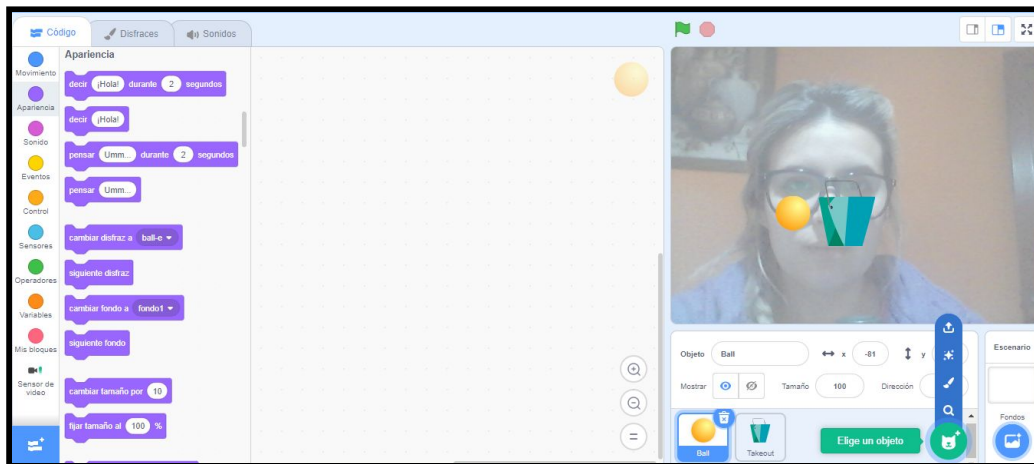 Código
Disfraces
Sonidos
Movimiento
Apariencia
Sonido
Eventos
Control
Sensores
Operadores
Variables
Mis bloques
Sensor de video
Apariencia
decir ¡Hola! durante 2 segundos
decir ¡Hola!
pensar Umm... durante 2 segundos
pensar Umm...
cambiar disfraz a ball-e
siguiente disfraz
cambiar fondo a fondo1
siguiente fondo
cambiar tamaño por 10
fijar tamaño al 100 %
Objeto Ball x -81 y
Mostrar Tamaño 100 Dirección
Ball
Takeout
Elige un objeto
Escenario
Fondos